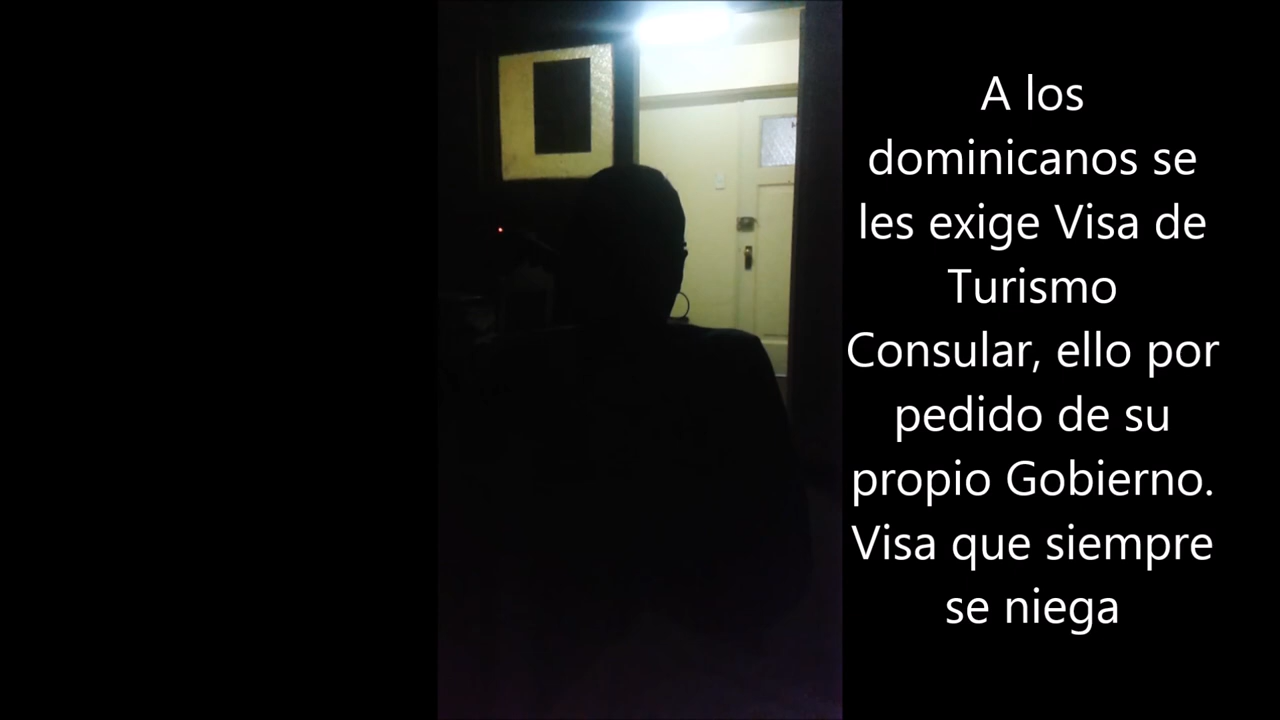 A los
dominicanos se
les exige Visa de
Turismo
Consular, ello por
pedido de su
propio Gobierno.
Visa que siempre
se niega